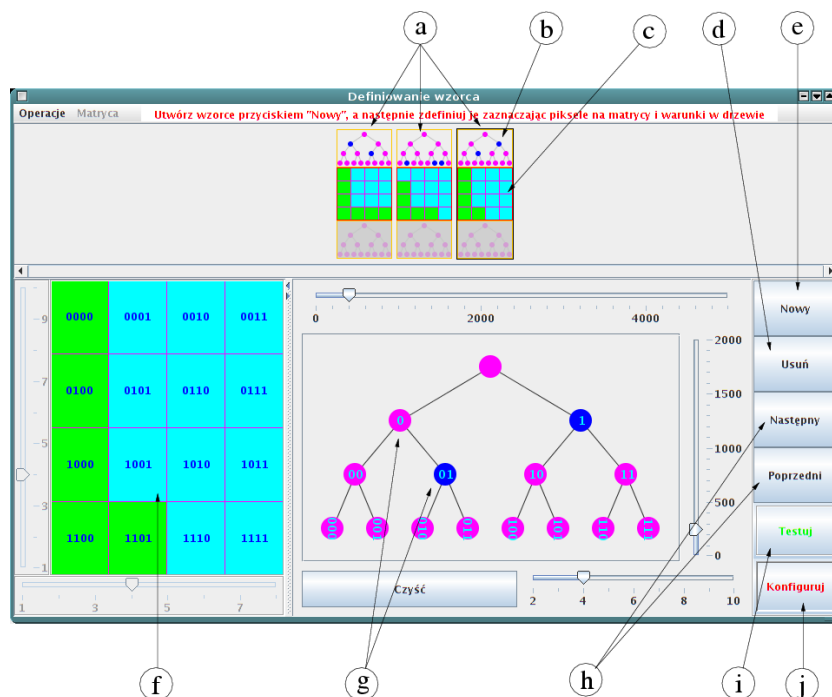 a b c d e
Definiowanie wzorca
Operacje Matryca Utwórz wzorce przyciskiem "Nowy", a następnie zdefiniuj je zaznaczając piksele na matrycy i warunki w drzewie
0 2000 4000
Nowy
Usuń
Następny
Poprzedni
Testuj
Konfiguruj
9
7
5
3
1
0000 0001 0010 0011
0100 0101 0110 0111
1000 1001 1010 1011
1100 1101 1110 1111
1 3 5 7
0 1
00 01 10 11
000 001 010 011 100 101 110 111
2000
1500
1000
500
0
Czyść
2 4 6 8 10
f g h i j